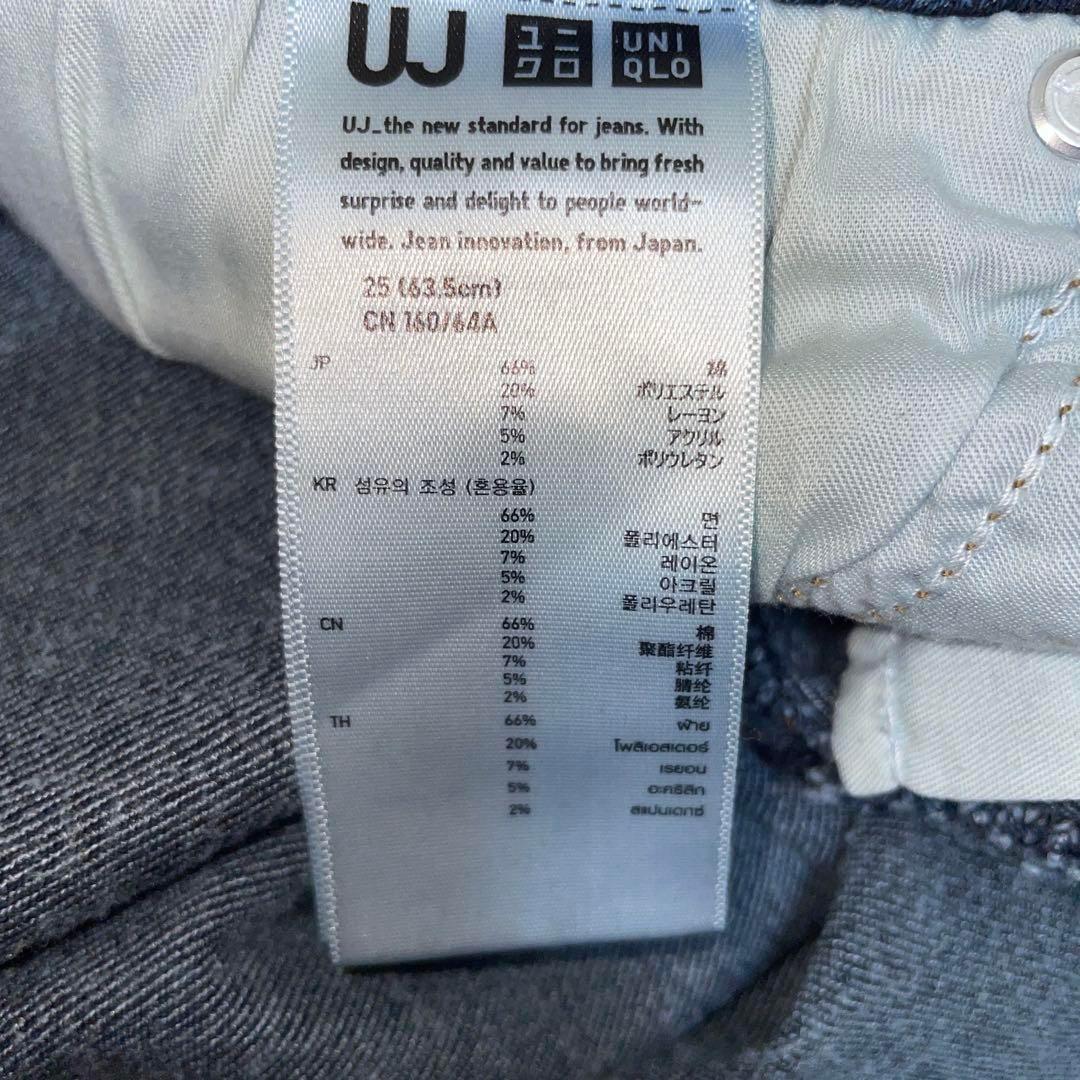 UJ ユニクロ UNIQLO
UJ_the new standard for jeans. With
design, quality and value to bring fresh
surprise and delight to people world-
wide. Jean innovation, from Japan.
25 (63.5cm)
CN 160/64A
JP 66% 綿
20% ポリエステル
7% レーヨン
5% アクリル
2% ポリウレタン
KR 섬유의 조성 (혼용율)
66% 면
20% 폴리에스터
7% 레이온
5% 아크릴
2% 폴리우레탄
CN 66% 棉
20% 聚酯纤维
7% 粘纤
5% 腈纶
2% 氨纶
TH 66% ฝ้าย
20% โพลิเอสเตอร์
7% เรยอน
5% อะคริลิก
2% สแปนเดกซ์